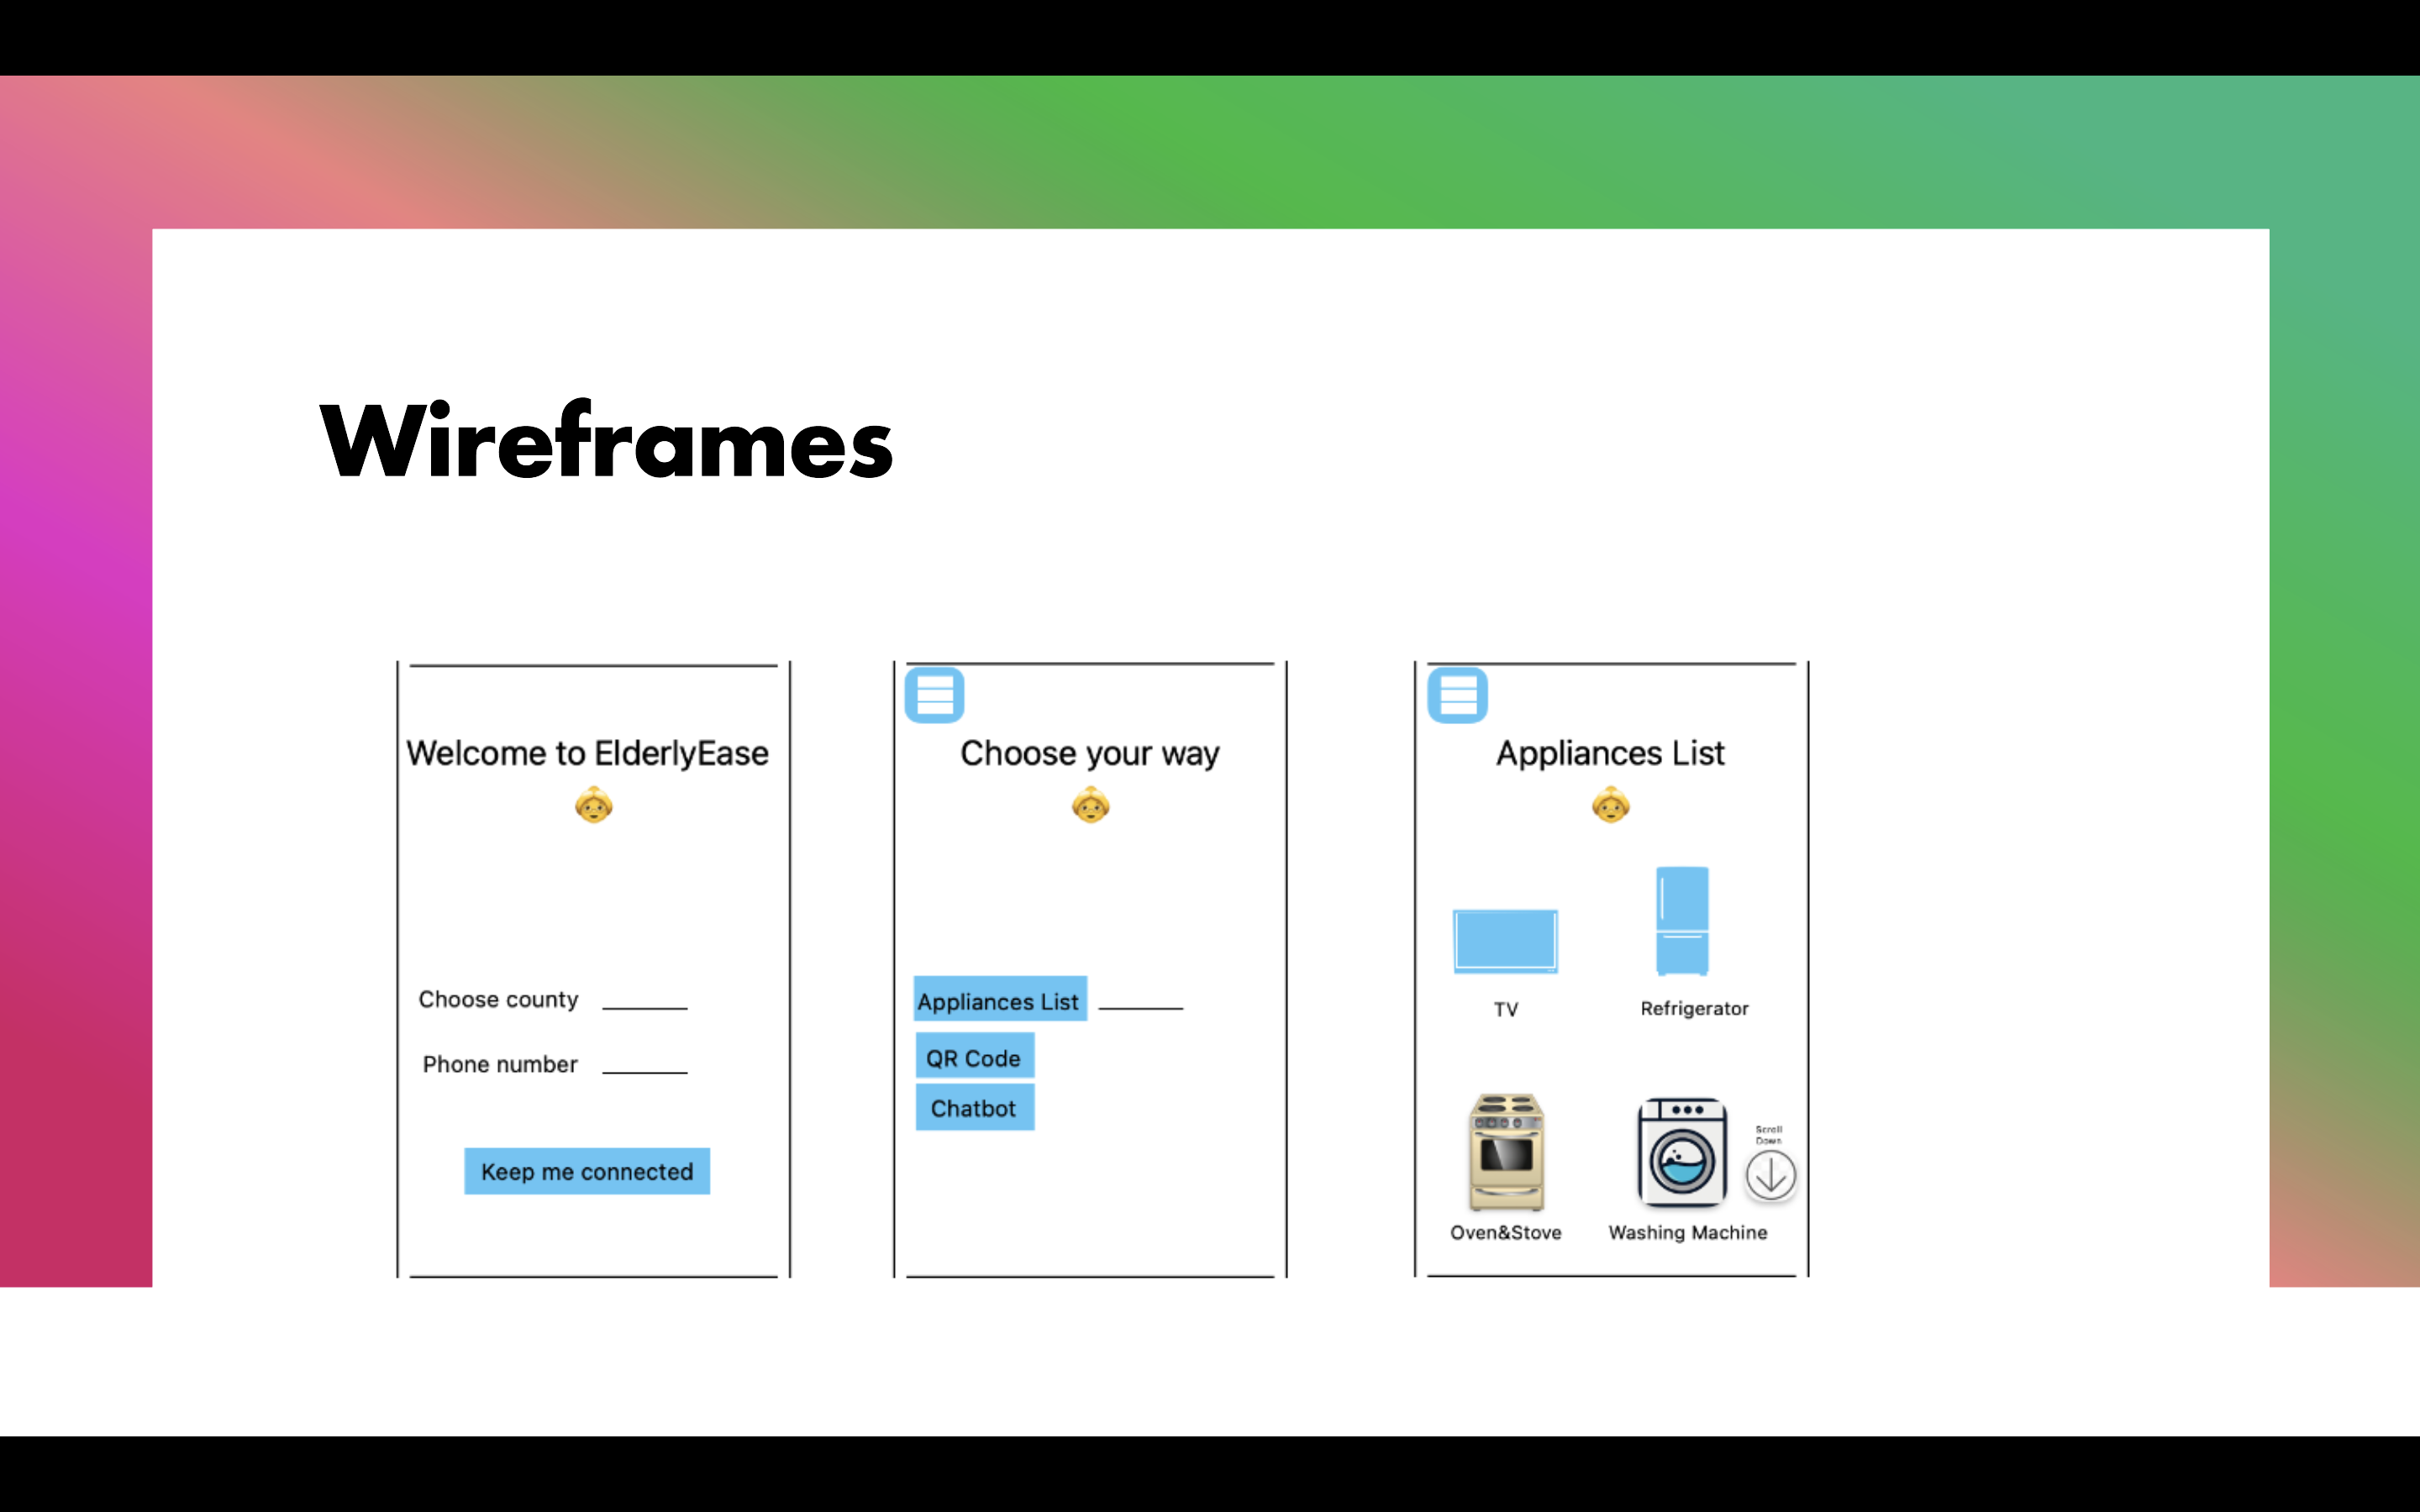 Wireframes
Welcome to ElderlyEase
Choose county
Phone number
Keep me connected
Choose your way
Appliances List
QR Code
Chatbot
Appliances List
TV
Refrigerator
Oven&Stove
Washing Machine
Scroll
Down